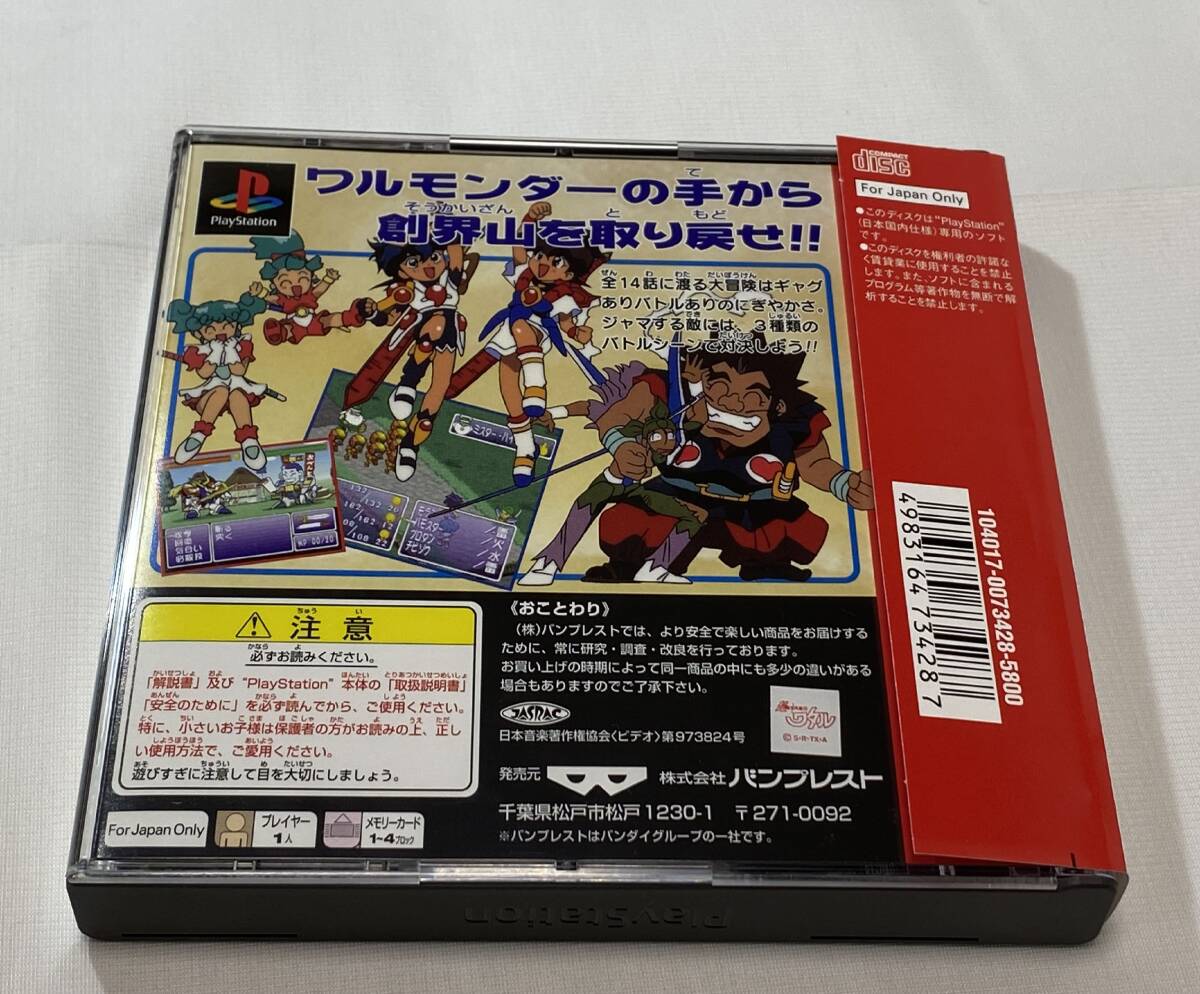 PlayStation
ワルモンダーの手から
創界山を取り戻せ!!
全14話に渡る大冒険はギャグ
ありバトルありのにぎやかさ。
ジャマする敵には、3種類の
バトルシーンで対決しよう!!
ミスター・ハイ
気合い
必殺技
クロダン
チビゾウ
雷
火
水
雷
⚠注意
必ずお読みください。
「解説書」及び“PlayStation”本体の「取扱説明書」
「安全のために」を必ず読んでから、ご使用ください。
特に、小さいお子様は保護者の方がお読みの上、正し
い使用方法で、ご愛用ください。
遊びすぎに注意して目を大切にしましょう。
For Japan Only
プレイヤー
1人
メモリーカード
1~4ブロック
《おことわり》
(株)バンプレストでは、より安全で楽しい商品をお届けする
ために、常に研究・調査・改良を行っております。
お買い上げの時期によって同一商品の中にも多少の違いがある
場合もありますのでご了承下さい。
JASRAC
日本音楽著作権協会〈ビデオ〉第973824号
ワタル
©S・R・TX・A
発売元 株式会社バンプレスト
千葉県松戸市松戸1230-1 〒271-0092
※バンプレストはバンダイグループの一社です。
COMPACT
disc
For Japan Only
●このディスクは“PlayStation”
(日本国内仕様)専用のソフト
です。
●このディスクを権利者の許諾な
く賃貸業に使用することを禁止
します。また、ソフトに含まれる
プログラム等著作物を無断で解
析することを禁止します。
104017-0073428-5800
4983164734287
PlayStation